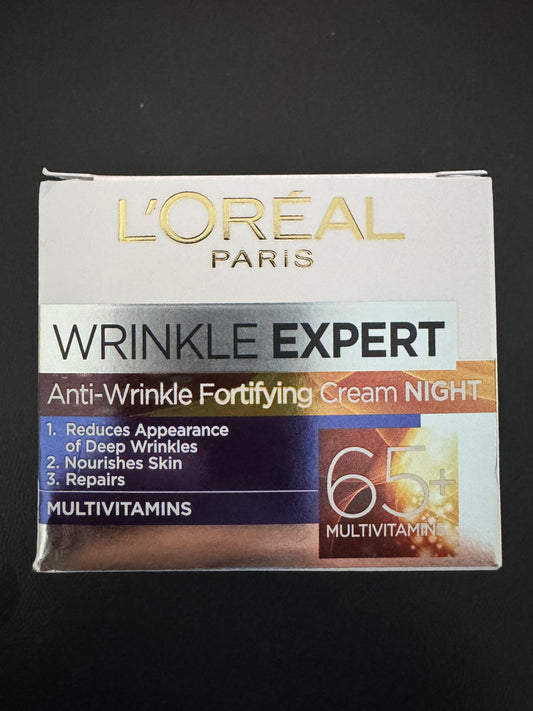 L'ORÉAL
PARIS
WRINKLE EXPERT
Anti-Wrinkle Fortifying Cream NIGHT
1. Reduces Appearance
of Deep Wrinkles
2. Nourishes Skin
3. Repairs
MULTIVITAMINS
65+
MULTIVITAMINS